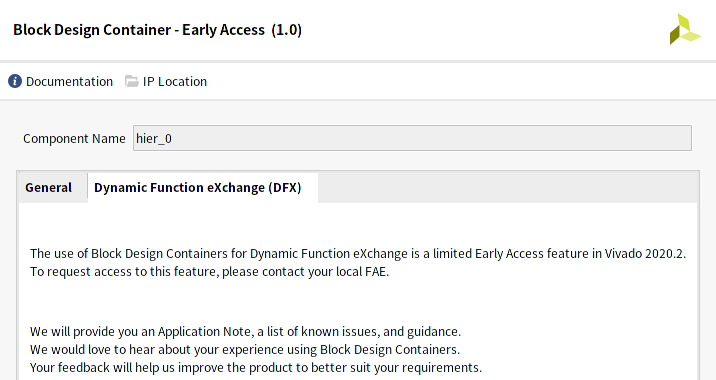 Block Design Container - Early Access (1.0)
Documentation IP Location
Component Name hier_0
General Dynamic Function eXchange (DFX)
The use of Block Design Containers for Dynamic Function eXchange is a limited Early Access feature in Vivado 2020.2.
To request access to this feature, please contact your local FAE.
We will provide you an Application Note, a list of known issues, and guidance.
We would love to hear about your experience using Block Design Containers.
Your feedback will help us improve the product to better suit your requirements.